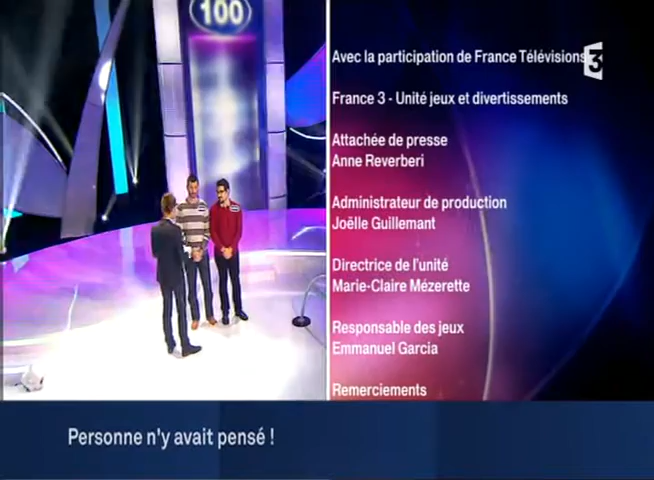 100
3
Avec la participation de France Télévisions
France 3 - Unité jeux et divertissements
Attachée de presse
Anne Reverberi
Administrateur de production
Joëlle Guillemant
Directrice de l'unité
Marie-Claire Mézerette
Responsable des jeux
Emmanuel Garcia
Remerciements
Personne n'y avait pensé !